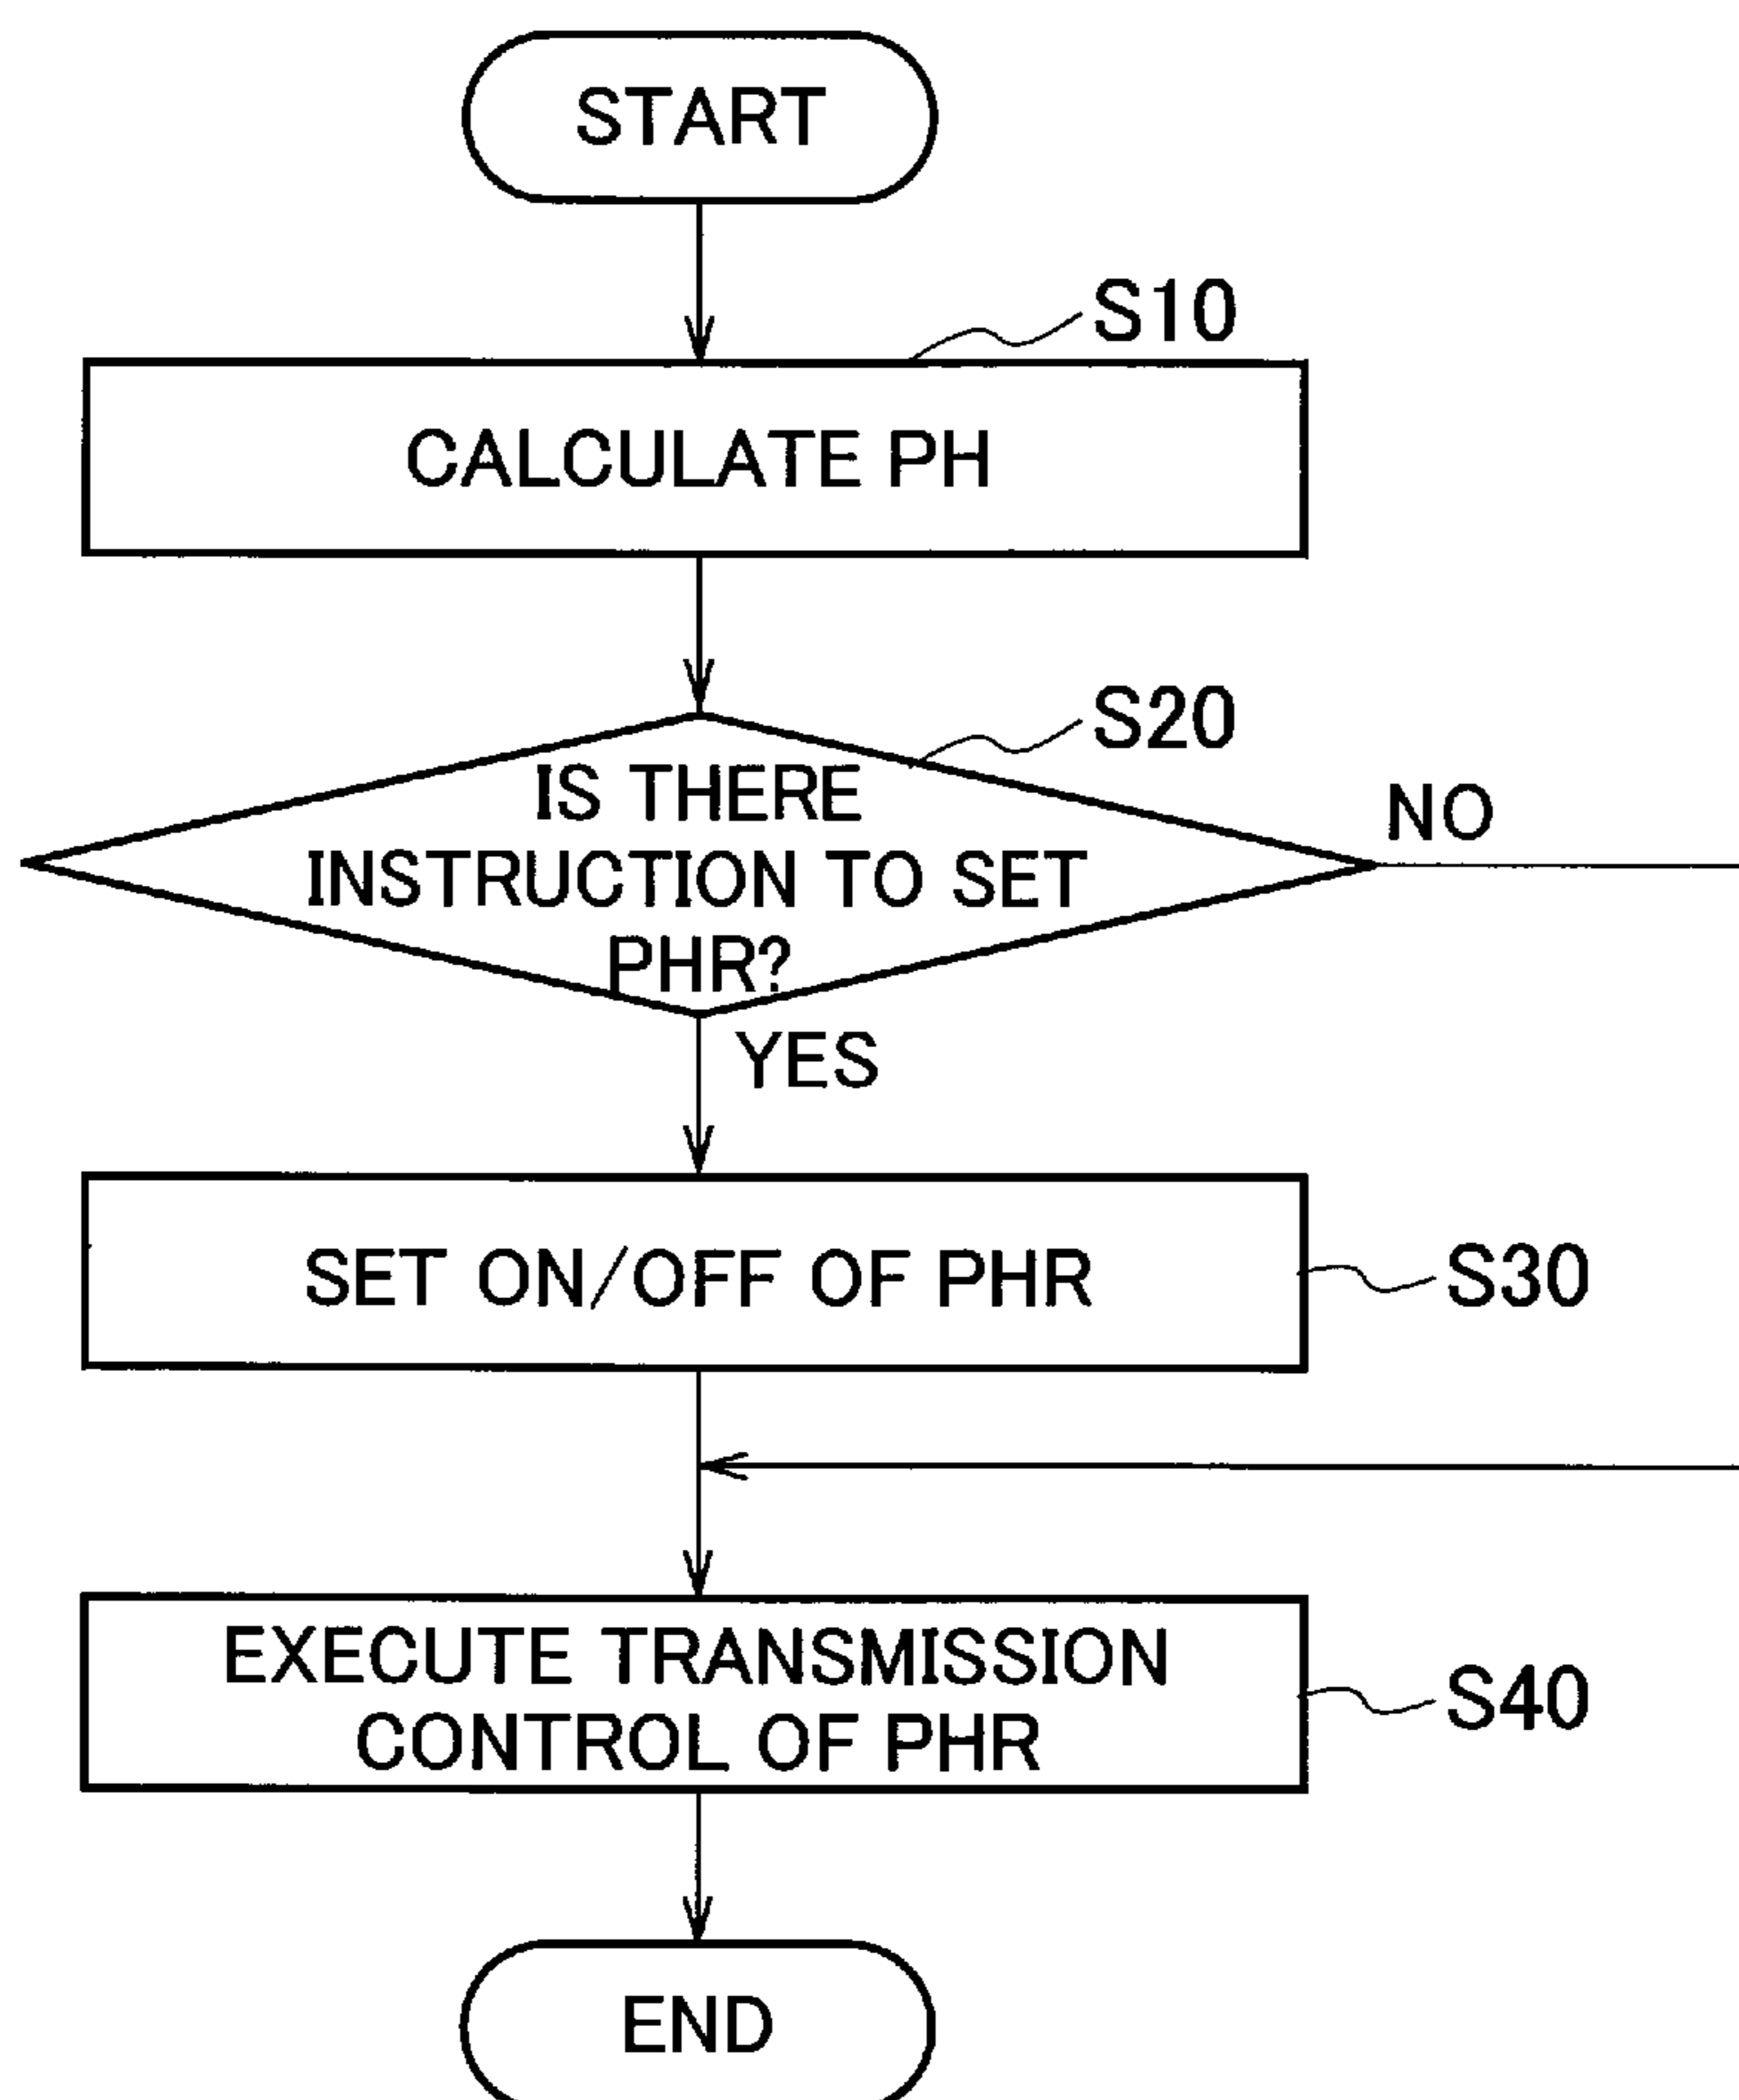 START
S10
CALCULATE PH
S20
IS THERE
INSTRUCTION TO SET
PHR?
NO
YES
SET ON/OFF OF PHR
S30
EXECUTE TRANSMISSION
CONTROL OF PHR
S40
END